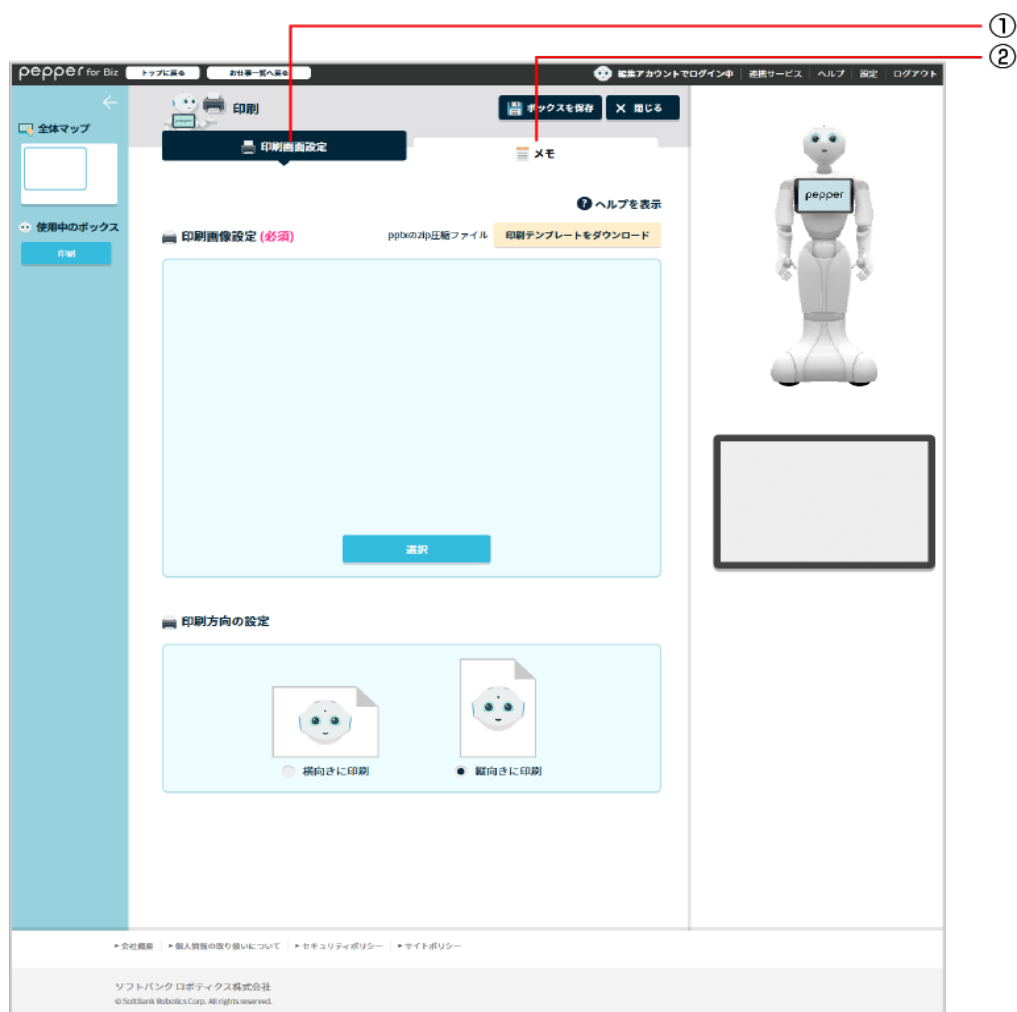 ①
②
pepper for Biz トップに戻る お仕事一覧へ戻る 編集アカウントでログイン中 連携サービス ヘルプ 設定 ログアウト
全体マップ
使用中のボックス
印刷
印刷 ボックスを保存 × 閉じる
印刷画面設定 メモ
? ヘルプを表示
印刷画像設定 (必須) pptxのzip圧縮ファイル 印刷テンプレートをダウンロード
選択
印刷方向の設定
横向きに印刷 縦向きに印刷
pepper
会社概要 個人情報の取り扱いについて セキュリティポリシー サイトポリシー
ソフトバンク ロボティクス株式会社
© SoftBank Robotics Corp. All rights reserved.